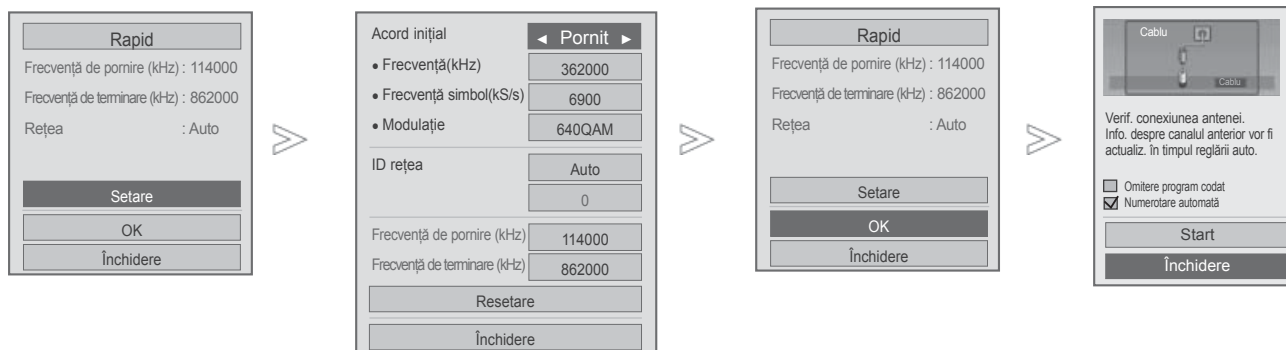 Rapid
Frecvență de pornire (kHz) : 114000
Frecvență de terminare (kHz) : 862000
Rețea : Auto
Setare
OK
Închidere
Acord inițial ◄ Pornit ►
• Frecvență(kHz) 362000
• Frecvență simbol(kS/s) 6900
• Modulație 640QAM
ID rețea Auto
0
Frecvență de pornire (kHz) 114000
Frecvență de terminare (kHz) 862000
Resetare
Închidere
Rapid
Frecvență de pornire (kHz) : 114000
Frecvență de terminare (kHz) : 862000
Rețea : Auto
Setare
OK
Închidere
Cablu
Cablu
Verif. conexiunea antenei.
Info. despre canalul anterior vor fi
actualiz. în timpul reglării auto.
Omitere program codat
Numerotare automată
Start
Închidere